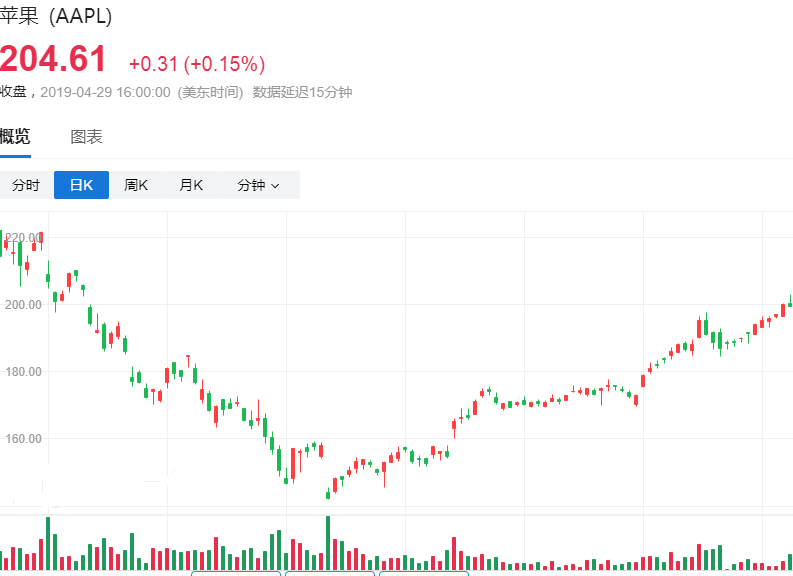 苹果 (AAPL)
204.61 +0.31 (+0.15%)
收盘，2019-04-29 16:00:00 (美东时间) 数据延迟15分钟
概览 图表
分时 日K 周K 月K 分钟
220.00
200.00
180.00
160.00